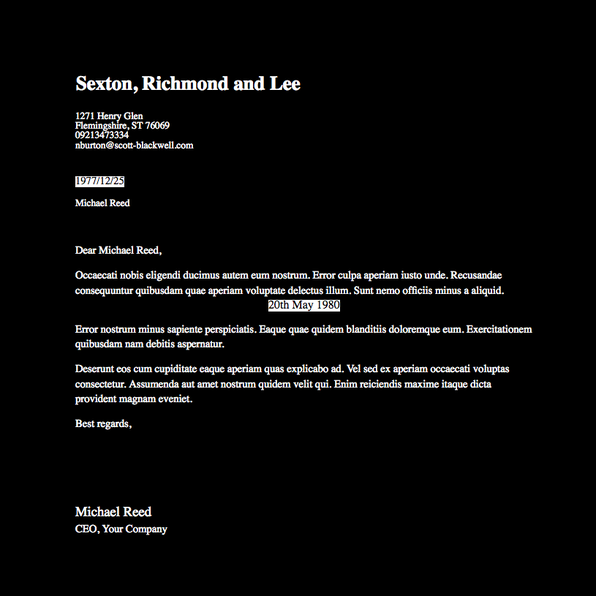 Sexton, Richmond and Lee
1271 Henry Glen
Flemingshire, ST 76069
09213473334
nburton@scott-blackwell.com
1977/12/25
Michael Reed
Dear Michael Reed,
Occaecati nobis eligendi ducimus autem eum nostrum. Error culpa aperiam iusto unde. Recusandae
consequuntur quibusdam quae aperiam voluptate delectus illum. Sunt nemo officiis minus a aliquid.
20th May 1980
Error nostrum minus sapiente perspiciatis. Eaque quae quidem blanditiis doloremque eum. Exercitationem
quibusdam nam debitis aspernatur.
Deserunt eos cum cupiditate eaque aperiam quas explicabo ad. Vel sed ex aperiam occaecati voluptas
consectetur. Assumenda aut amet nostrum quidem velit qui. Enim reiciendis maxime itaque dicta
provident magnam eveniet.
Best regards,
Michael Reed
CEO, Your Company